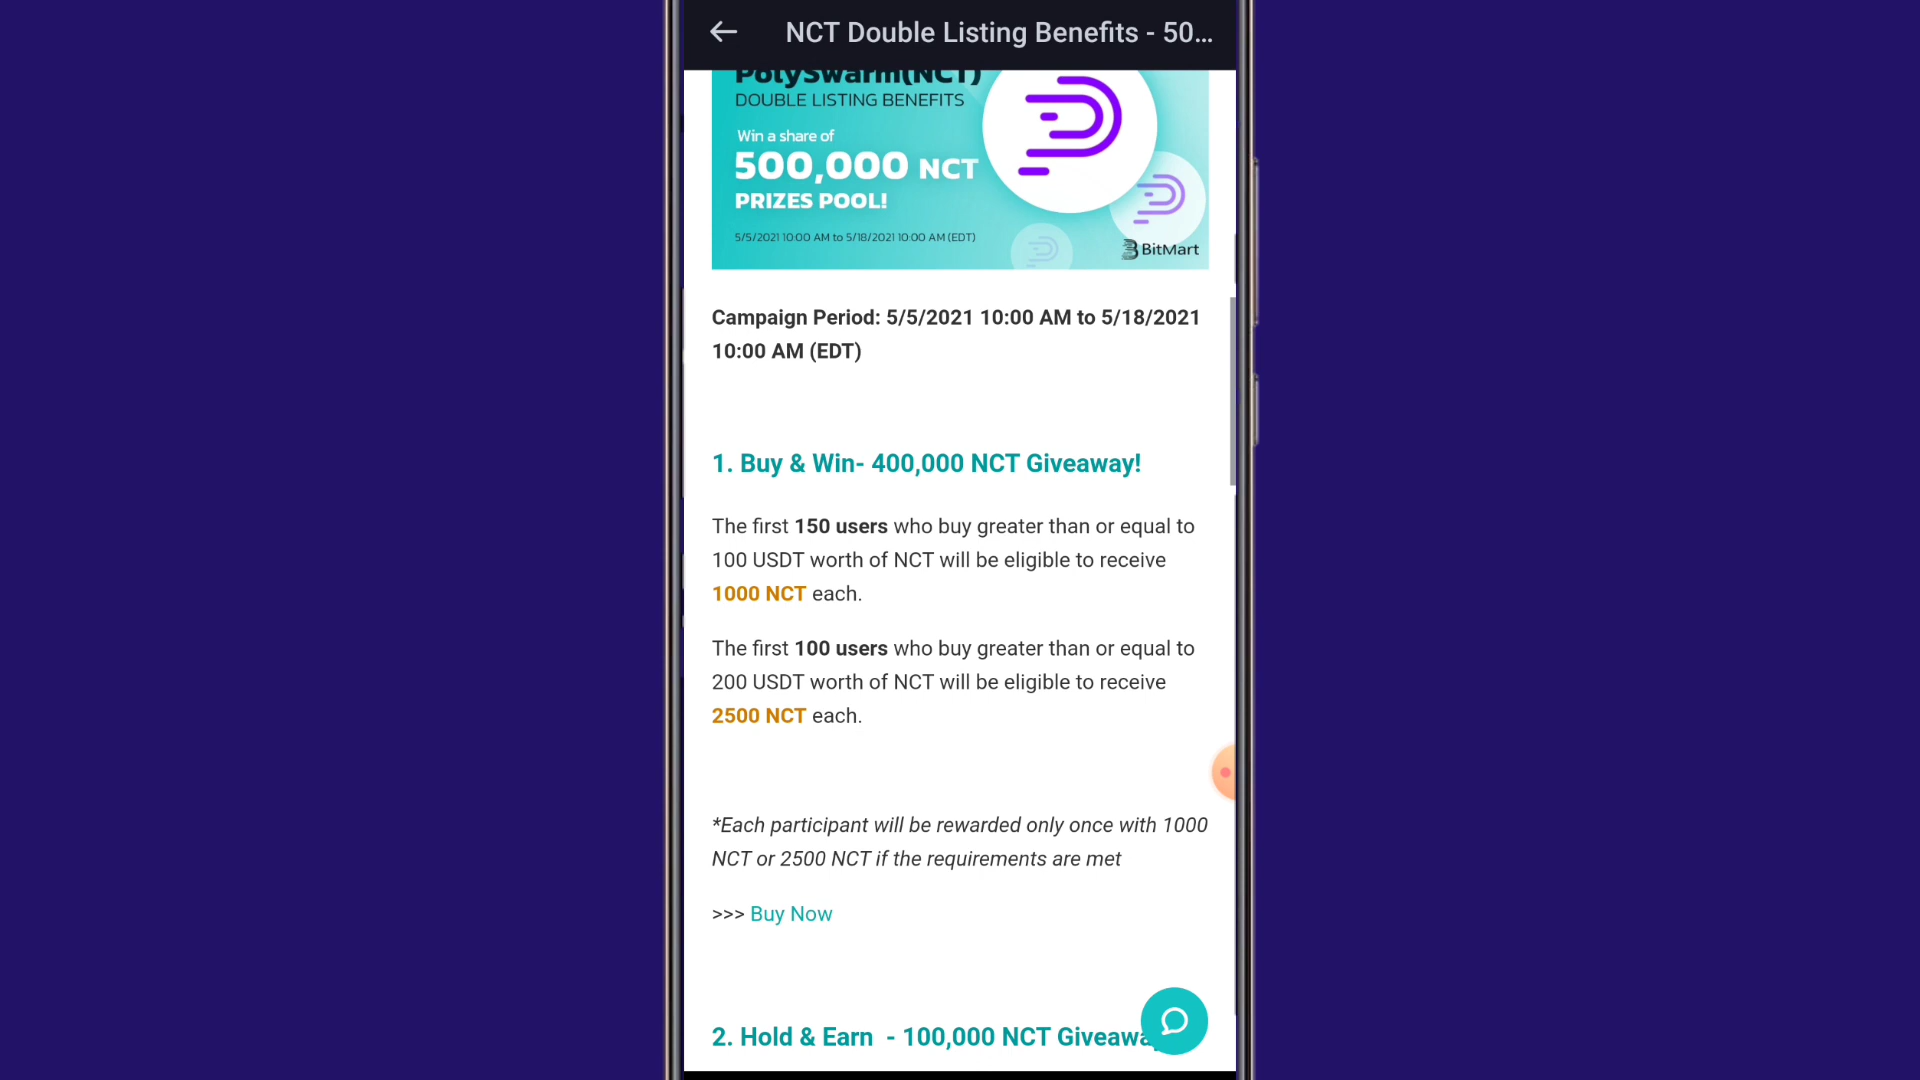 NCT Double Listing Benefits - 50...
PolySwarm(NCT)
DOUBLE LISTING BENEFITS
Win a share of
500,000 NCT
PRIZES POOL!
5/5/2021 10:00 AM to 5/18/2021 10:00 AM (EDT)
BitMart
Campaign Period: 5/5/2021 10:00 AM to 5/18/2021
10:00 AM (EDT)
1. Buy & Win- 400,000 NCT Giveaway!
The first 150 users who buy greater than or equal to
100 USDT worth of NCT will be eligible to receive
1000 NCT each.
The first 100 users who buy greater than or equal to
200 USDT worth of NCT will be eligible to receive
2500 NCT each.
*Each participant will be rewarded only once with 1000
NCT or 2500 NCT if the requirements are met
>>> Buy Now
2. Hold & Earn - 100,000 NCT Giveaway